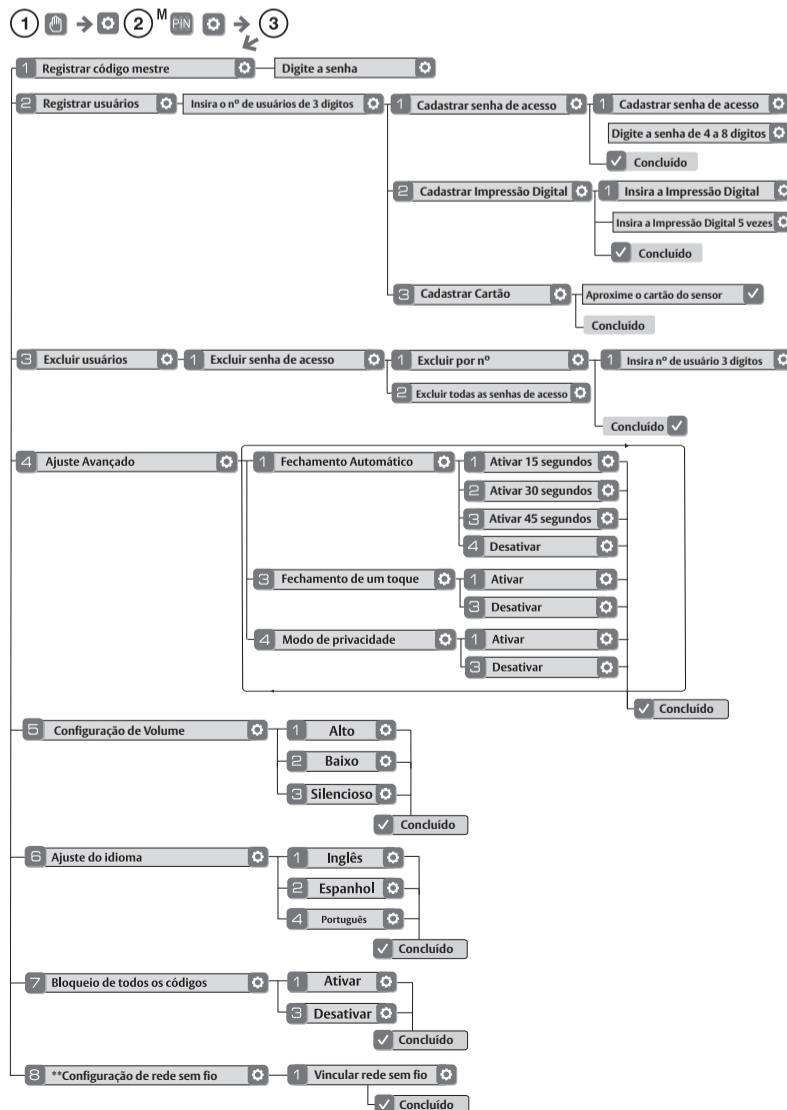 1 2 M PIN 3
1 Registrar código mestre Digite a senha
2 Registrar usuários Insira o nº de usuários de 3 dígitos 1 Cadastrar senha de acesso 1 Cadastrar senha de acesso
Digite a senha de 4 a 8 dígitos
Concluído
2 Cadastrar Impressão Digital 1 Insira a Impressão Digital
Insira a Impressão Digital 5 vezes
Concluído
3 Cadastrar Cartão Aproxime o cartão do sensor
Concluído
3 Excluir usuários 1 Excluir senha de acesso 1 Excluir por nº 1 Insira nº de usuário 3 dígitos
2 Excluir todas as senhas de acesso
Concluído
4 Ajuste Avançado 1 Fechamento Automático 1 Ativar 15 segundos
2 Ativar 30 segundos
3 Ativar 45 segundos
4 Desativar
3 Fechamento de um toque 1 Ativar
3 Desativar
4 Modo de privacidade 1 Ativar
3 Desativar
Concluído
5 Configuração de Volume 1 Alto
2 Baixo
3 Silencioso
Concluído
6 Ajuste do idioma 1 Inglês
2 Espanhol
4 Português
Concluído
7 Bloqueio de todos os códigos 1 Ativar
3 Desativar
Concluído
8 **Configuração de rede sem fio 1 Vincular rede sem fio
Concluído